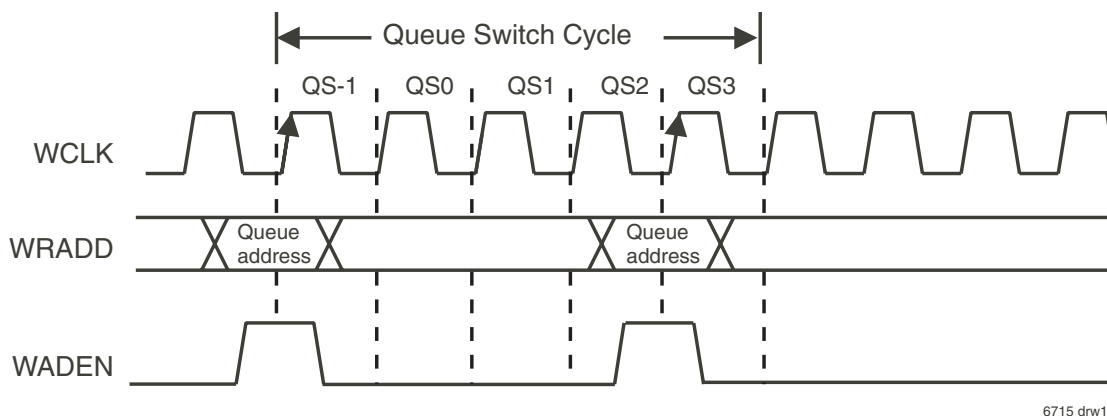 Queue Switch Cycle
QS-1 QS0 QS1 QS2 QS3
WCLK
WRADD
Queue
address
Queue
address
WADEN
6715 drw1